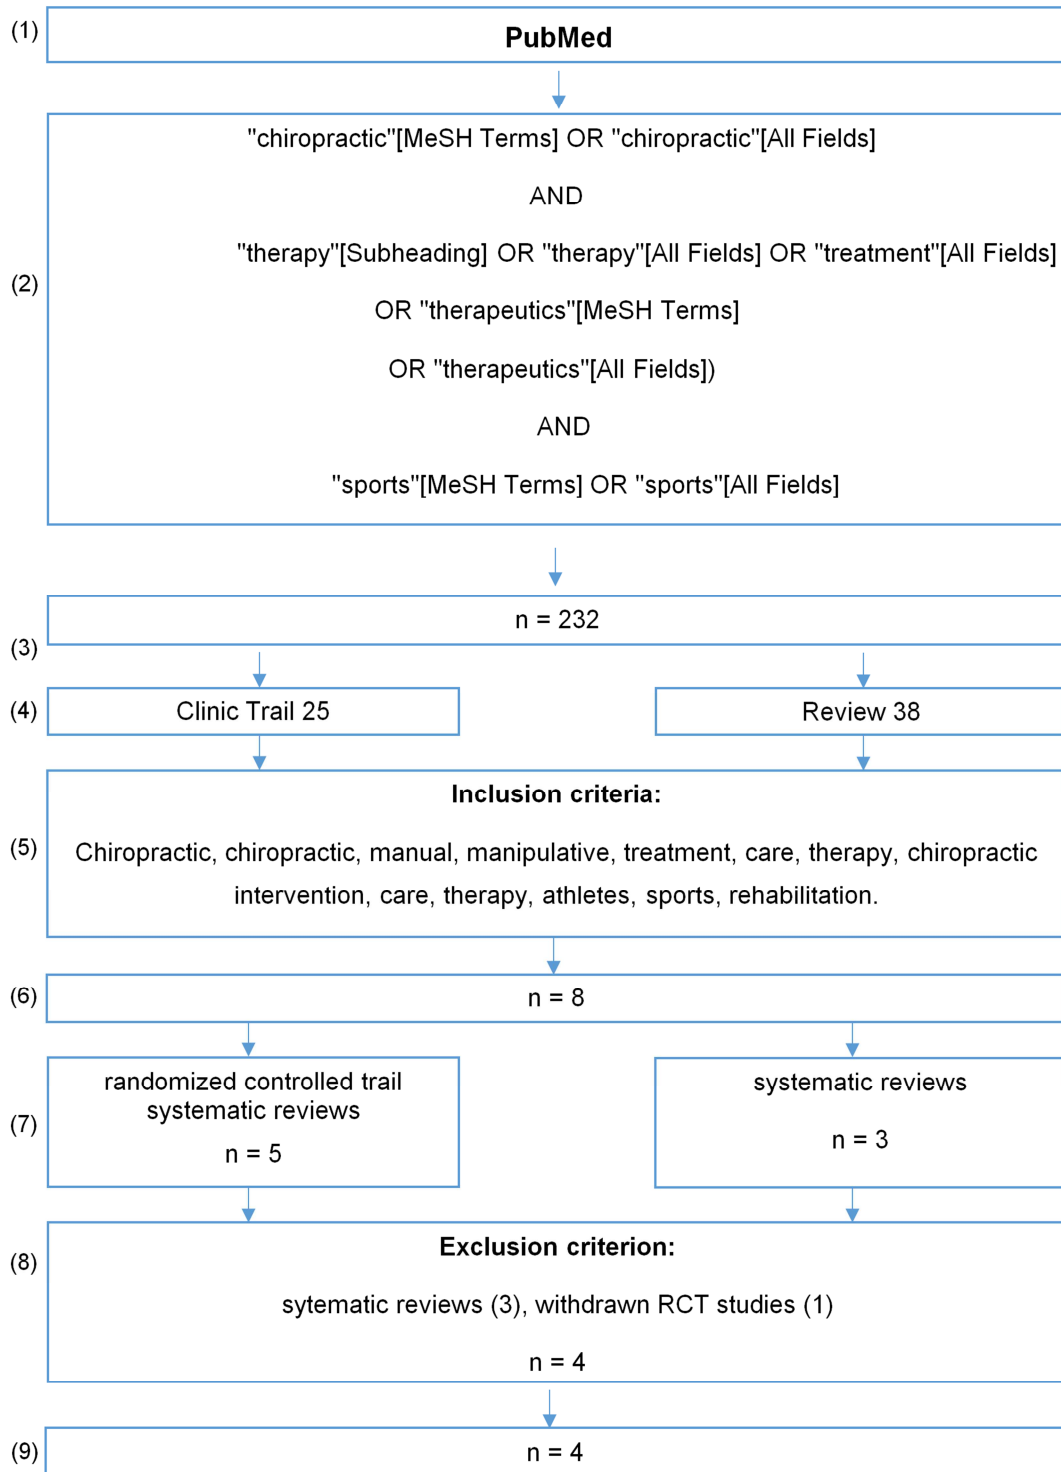 (1)
PubMed
(2)
"chiropractic"[MeSH Terms] OR "chiropractic"[All Fields]
AND
"therapy"[Subheading] OR "therapy"[All Fields] OR "treatment"[All Fields]
OR "therapeutics"[MeSH Terms]
OR "therapeutics"[All Fields])
AND
"sports"[MeSH Terms] OR "sports"[All Fields]
(3)
n = 232
(4)
Clinic Trail 25
Review 38
(5)
Inclusion criteria:
Chiropractic, chiropractic, manual, manipulative, treatment, care, therapy, chiropractic
intervention, care, therapy, athletes, sports, rehabilitation.
(6)
n = 8
(7)
randomized controlled trail
systematic reviews
n = 5
systematic reviews
n = 3
(8)
Exclusion criterion:
sytematic reviews (3), withdrawn RCT studies (1)
n = 4
(9)
n = 4